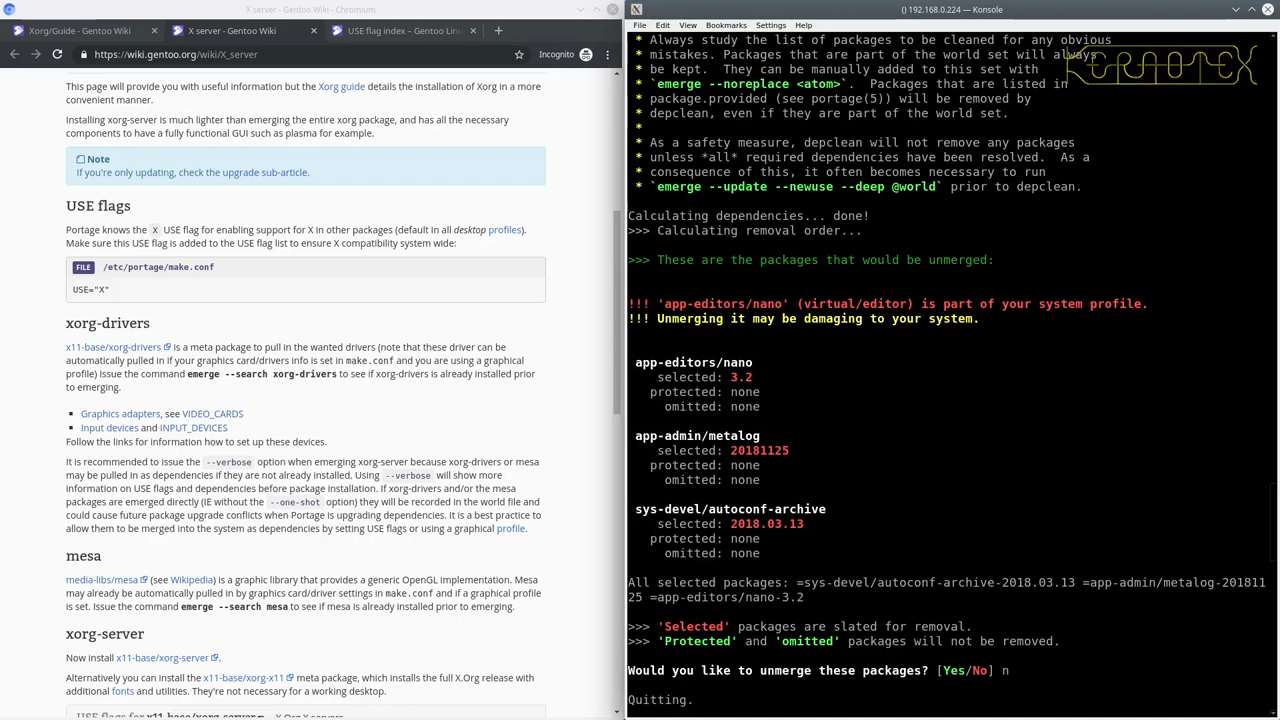 X server - Gentoo Wiki - Chromium
Xorg/Guide - Gentoo Wiki
X server - Gentoo Wiki
USE flag index – Gentoo Linu
https://wiki.gentoo.org/wiki/X_server
Incognito
This page will provide you with useful information but the Xorg guide details the installation of Xorg in a more
convenient manner.
Installing xorg-server is much lighter than emerging the entire xorg package, and has all the necessary
components to have a fully functional GUI such as plasma for example.
Note
If you're only updating, check the upgrade sub-article.
USE flags
Portage knows the X USE flag for enabling support for X in other packages (default in all desktop profiles).
Make sure this USE flag is added to the USE flag list to ensure X compatibility system wide:
FILE /etc/portage/make.conf
USE="X"
xorg-drivers
x11-base/xorg-drivers is a meta package to pull in the wanted drivers (note that these driver can be
automatically pulled in if your graphics card/drivers info is set in make.conf and you are using a graphical
profile) Issue the command emerge --search xorg-drivers to see if xorg-drivers is already installed prior
to emerging.
▪ Graphics adapters, see VIDEO_CARDS
▪ Input devices and INPUT_DEVICES
Follow the links for information how to set up these devices.
It is recommended to issue the --verbose option when emerging xorg-server because xorg-drivers or mesa
may be pulled in as dependencies if they are not already installed. Using --verbose will show more
information on USE flags and dependencies before package installation. If xorg-drivers and/or the mesa
packages are emerged directly (IE without the --one-shot option) they will be recorded in the world file and
could cause future package upgrade conflicts when Portage is upgrading dependencies. It is a best practice to
allow them to be merged into the system as dependencies by setting USE flags or using a graphical profile.
mesa
media-libs/mesa (see Wikipedia) is a graphic library that provides a generic OpenGL implementation. Mesa
may already be automatically pulled in by graphics card/driver settings in make.conf and if a graphical profile
is set. Issue the command emerge --search mesa to see if mesa is already installed prior to emerging.
xorg-server
Now install x11-base/xorg-server.
Alternatively you can install the x11-base/xorg-x11 meta package, which installs the full X.Org release with
additional fonts and utilities. They're not necessary for a working desktop.
USE flags for x11-base/xorg-server X.Org X servers
() 192.168.0.224 — Konsole
File Edit View Bookmarks Settings Help
* Always study the list of packages to be cleaned for any obvious
* mistakes. Packages that are part of the world set will always
* be kept.  They can be manually added to this set with
* `emerge --noreplace <atom>`.  Packages that are listed in
* package.provided (see portage(5)) will be removed by
* depclean, even if they are part of the world set.
*
* As a safety measure, depclean will not remove any packages
* unless *all* required dependencies have been resolved.  As a
* consequence of this, it often becomes necessary to run
* `emerge --update --newuse --deep @world` prior to depclean.
Calculating dependencies... done!
>>> Calculating removal order...
>>> These are the packages that would be unmerged:
!!! 'app-editors/nano' (virtual/editor) is part of your system profile.
!!! Unmerging it may be damaging to your system.
app-editors/nano
selected: 3.2
protected: none
omitted: none
app-admin/metalog
selected: 20181125
protected: none
omitted: none
sys-devel/autoconf-archive
selected: 2018.03.13
protected: none
omitted: none
All selected packages: =sys-devel/autoconf-archive-2018.03.13 =app-admin/metalog-201811
25 =app-editors/nano-3.2
>>> 'Selected' packages are slated for removal.
>>> 'Protected' and 'omitted' packages will not be removed.
Would you like to unmerge these packages? [Yes/No] n
Quitting.